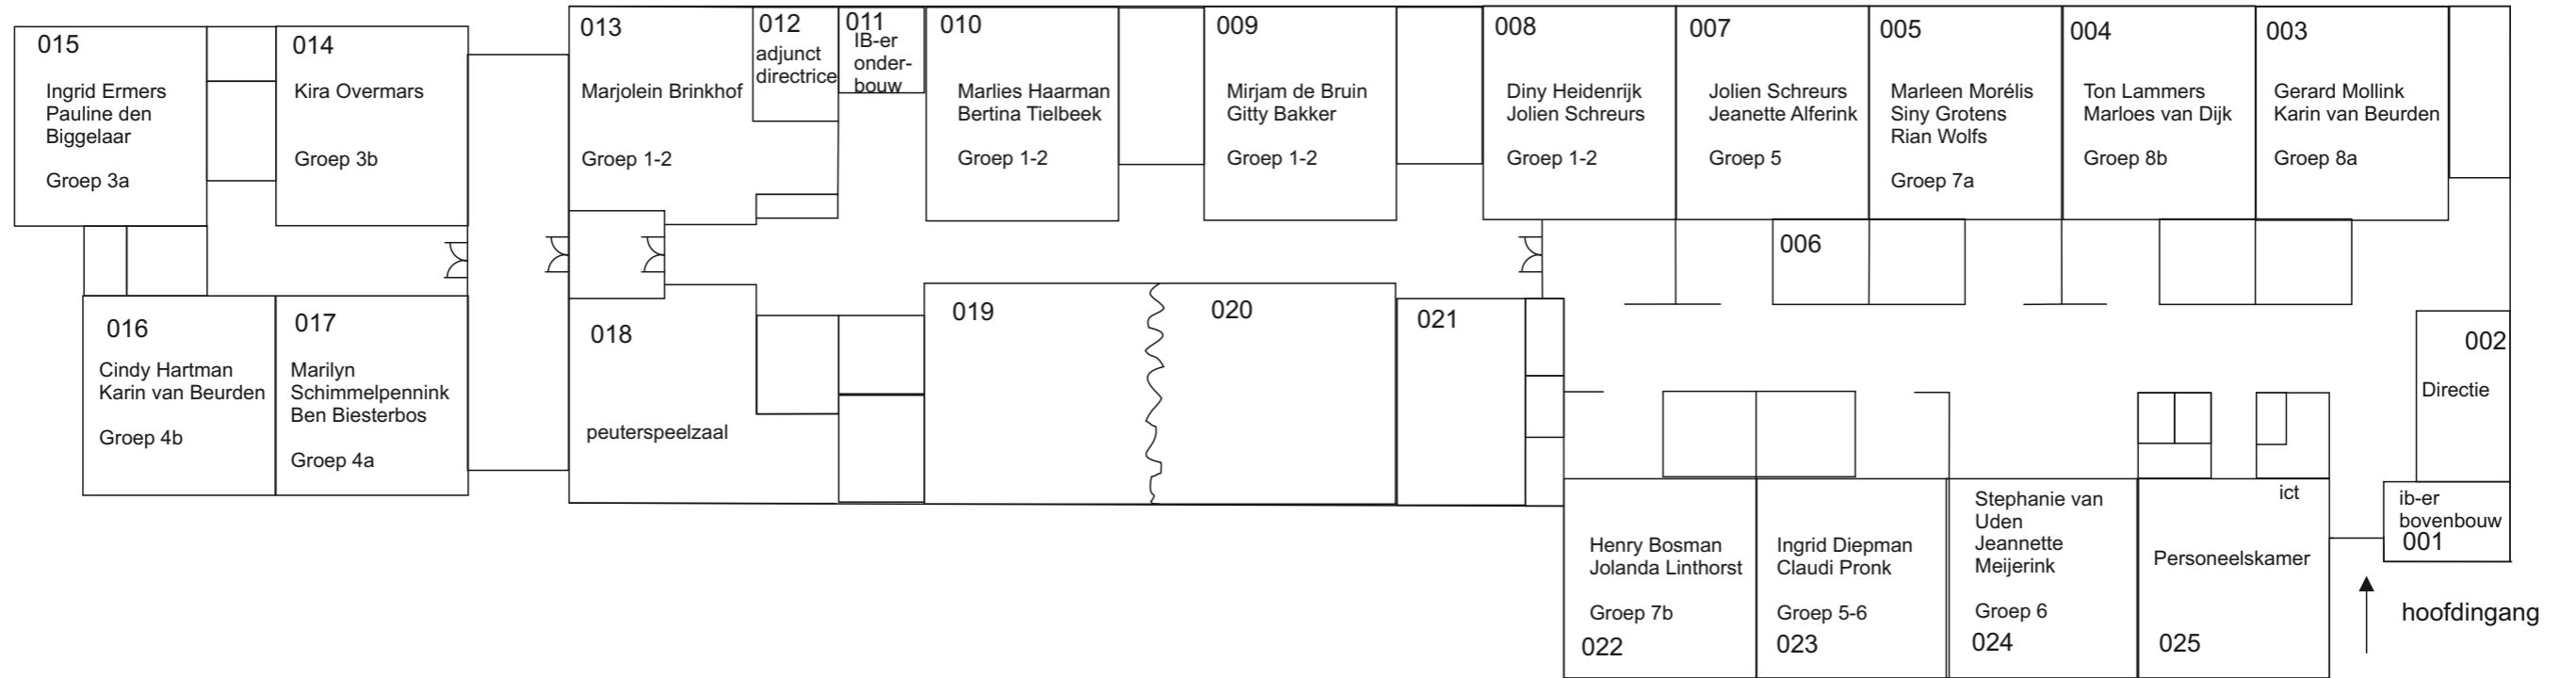 015
Ingrid Ermers
Pauline den
Biggelaar
Groep 3a
014
Kira Overmars
Groep 3b
013
Marjolein Brinkhof
Groep 1-2
012
adjunct
directrice
011
IB-er
onder-
bouw
010
Marlies Haarman
Bertina Tielbeek
Groep 1-2
009
Mirjam de Bruin
Gitty Bakker
Groep 1-2
008
Diny Heidenrijk
Jolien Schreurs
Groep 1-2
007
Jolien Schreurs
Jeanette Alferink
Groep 5
005
Marleen Morélis
Siny Grotens
Rian Wolfs
Groep 7a
004
Ton Lammers
Marloes van Dijk
Groep 8b
003
Gerard Mollink
Karin van Beurden
Groep 8a
006
016
Cindy Hartman
Karin van Beurden
Groep 4b
017
Marilyn
Schimmelpennink
Ben Biesterbos
Groep 4a
018
peuterspeelzaal
019
020
021
002
Directie
Henry Bosman
Jolanda Linthorst
Groep 7b
022
Ingrid Diepman
Claudi Pronk
Groep 5-6
023
Stephanie van
Uden
Jeannette
Meijerink
Groep 6
024
ict
Personeelskamer
025
ib-er
bovenbouw
001
hoofdingang